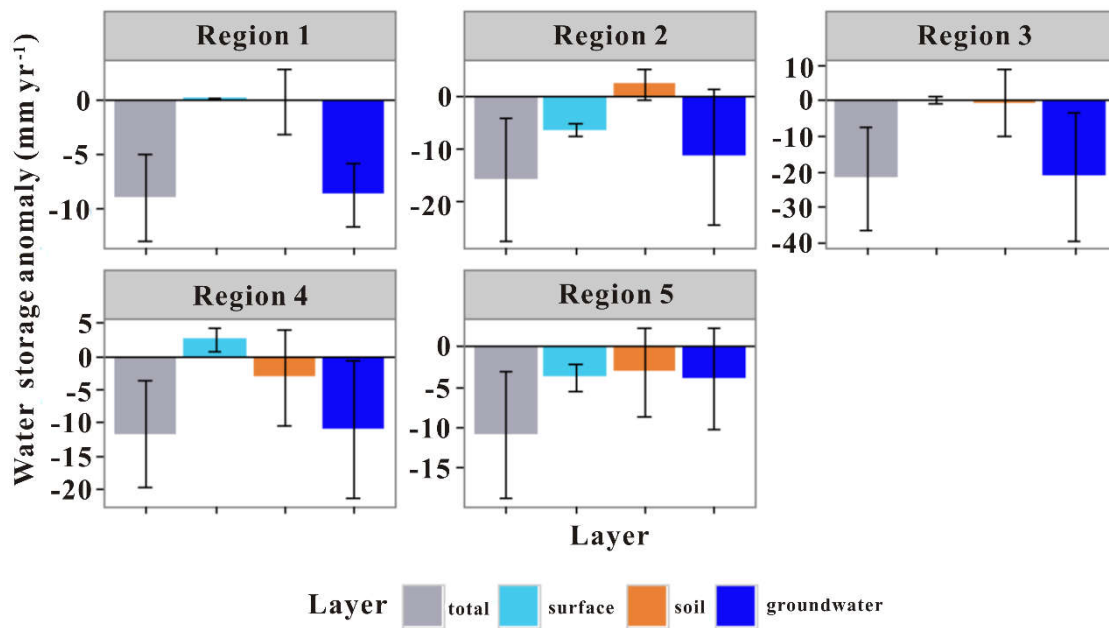 Water storage anomaly (mm yr⁻¹)
Region 1
0
-5
-10
Region 2
0
-10
-20
Region 3
10
0
-10
-20
-30
-40
Region 4
5
0
-5
-10
-15
-20
Region 5
0
-5
-10
-15
Layer
Layer total surface soil groundwater